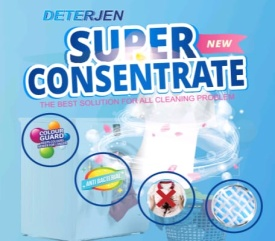 DETERJEN
SUPER
NEW
CONSENTRATE
THE BEST SOLUTION FOR ALL CLEANING PROBLEM
COLOUR
GUARD
ANTI BACTERIAL